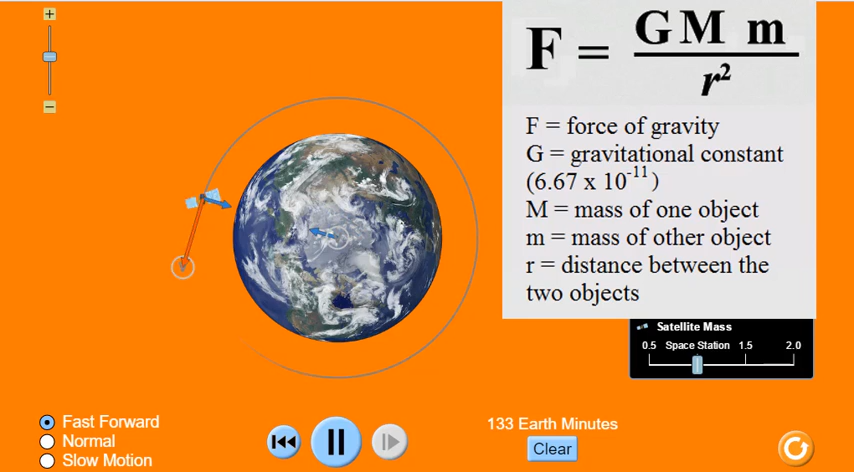 +
−
F = GM m / r²
F = force of gravity
G = gravitational constant
(6.67 x 10⁻¹¹)
M = mass of one object
m = mass of other object
r = distance between the
two objects
Satellite Mass
0.5 Space Station 1.5 2.0
Fast Forward
Normal
Slow Motion
133 Earth Minutes
Clear